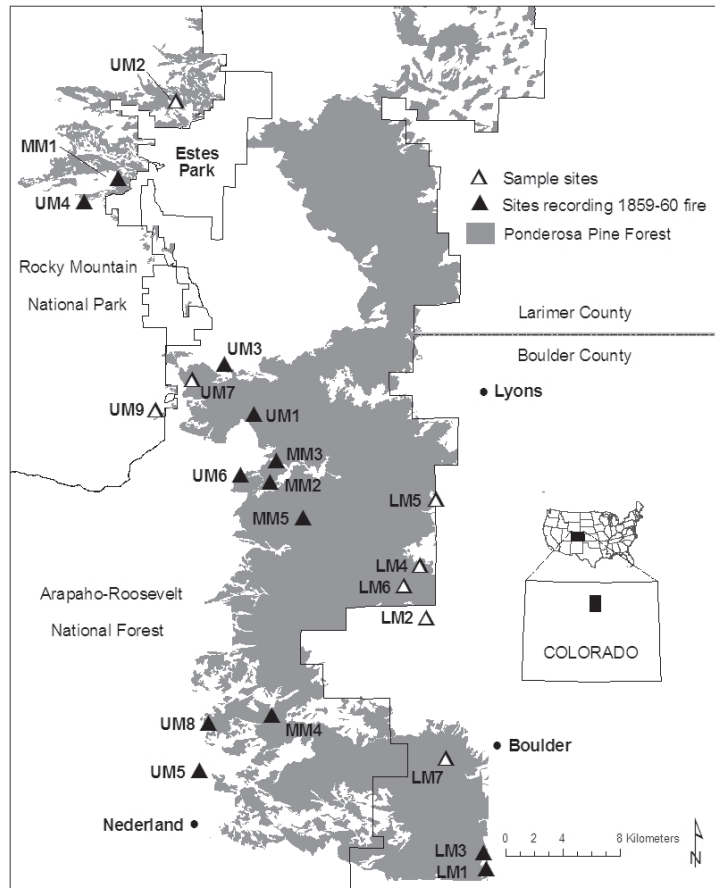 UM2
Estes
Park
MM1
UM4
Sample sites
Sites recording 1859-60 fire
Ponderosa Pine Forest
Rocky Mountain
National Park
Larimer County
Boulder County
UM3
UM7
Lyons
UM9
UM1
MM3
UM6
MM2
LM5
MM5
LM4
LM6
Arapaho-Roosevelt
National Forest
LM2
COLORADO
UM8
MM4
Boulder
UM5
LM7
Nederland
0 2 4 8 Kilometers
N
LM3
LM1